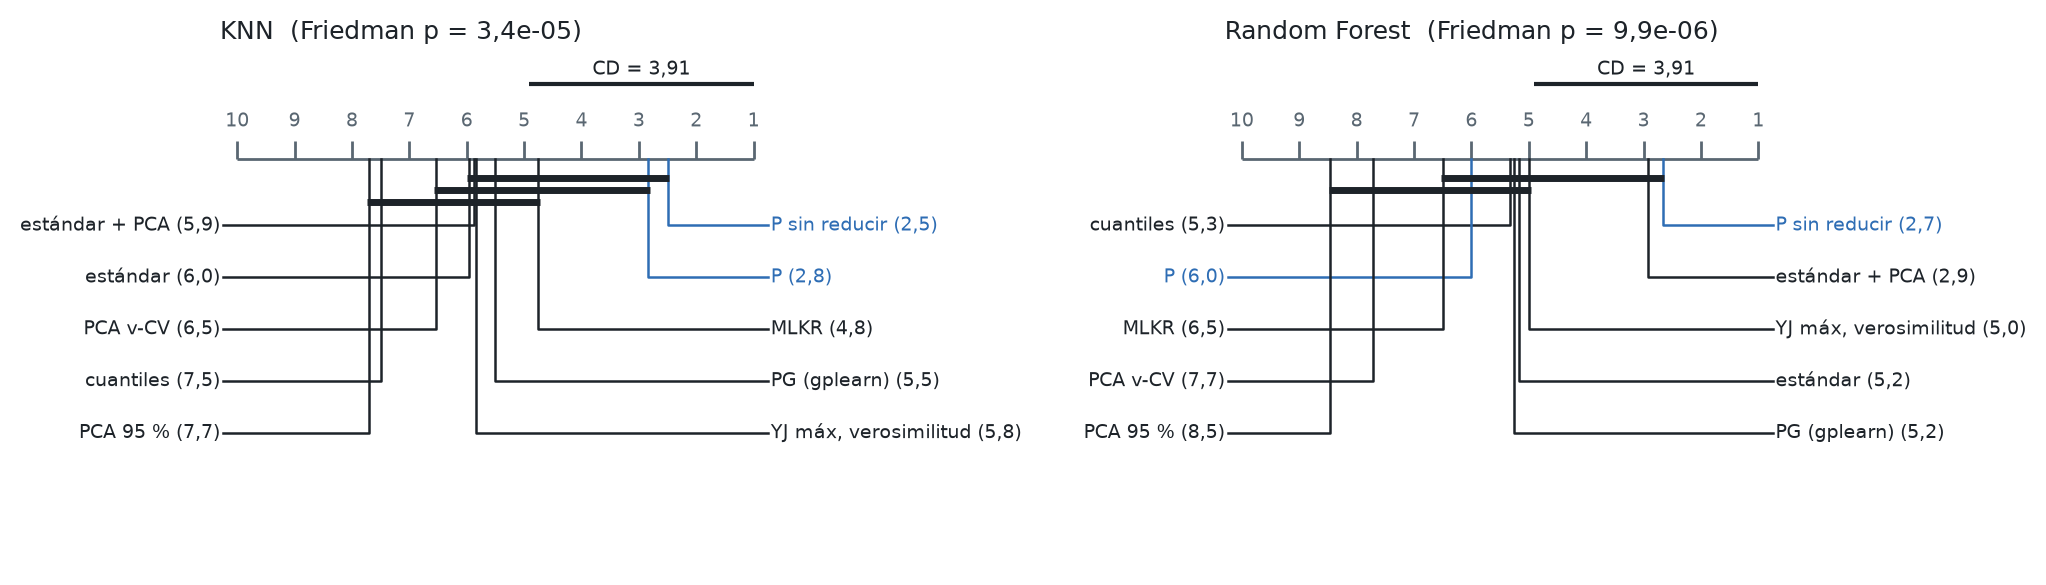 KNN  (Friedman p = 3,4e-05)
CD = 3,91
10 9 8 7 6 5 4 3 2 1
estándar + PCA (5,9)
estándar (6,0)
PCA v-CV (6,5)
cuantiles (7,5)
PCA 95 % (7,7)
P sin reducir (2,5)
P (2,8)
MLKR (4,8)
PG (gplearn) (5,5)
YJ máx, verosimilitud (5,8)
Random Forest  (Friedman p = 9,9e-06)
CD = 3,91
10 9 8 7 6 5 4 3 2 1
cuantiles (5,3)
P (6,0)
MLKR (6,5)
PCA v-CV (7,7)
PCA 95 % (8,5)
P sin reducir (2,7)
estándar + PCA (2,9)
YJ máx, verosimilitud (5,0)
estándar (5,2)
PG (gplearn) (5,2)